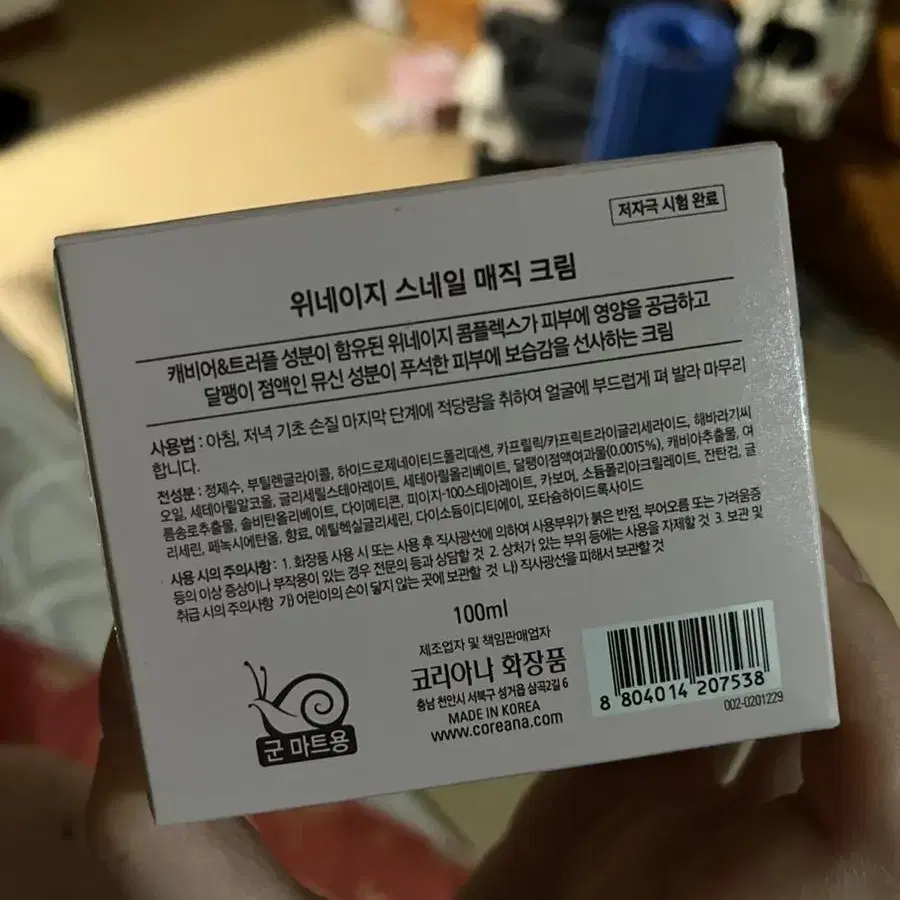 저자극 시험 완료
위네이지 스네일 매직 크림
캐비어&트러플 성분이 함유된 위네이지 콤플렉스가 피부에 영양을 공급하고
달팽이 점액인 뮤신 성분이 푸석한 피부에 보습감을 선사하는 크림
사용법 : 아침, 저녁 기초 손질 마지막 단계에 적당량을 취하여 얼굴에 부드럽게 펴 발라 마무리
합니다.
전성분 : 정제수, 부틸렌글라이콜, 하이드로제네이티드폴리데센, 카프릴릭/카프릭트라이글리세라이드, 해바라기씨
오일, 세테아릴알코올, 글리세릴스테아레이트, 세테아릴올리베이트, 달팽이점액여과물(0.0015%), 캐비아추출물, 여
름송로추출물, 솔비탄올리베이트, 다이메티콘, 피이지-100스테아레이트, 카보머, 소듐폴리아크릴레이트, 잔탄검, 글
리세린, 페녹시에탄올, 향료, 에틸헥실글리세린, 다이소듐이디티에이, 포타슘하이드록사이드
사용 시의 주의사항 : 1. 화장품 사용 시 또는 사용 후 직사광선에 의하여 사용부위가 붉은 반점, 부어오름 또는 가려움증
등의 이상 증상이나 부작용이 있는 경우 전문의 등과 상담할 것 2. 상처가 있는 부위 등에는 사용을 자제할 것 3. 보관 및
취급 시의 주의사항 가) 어린이의 손이 닿지 않는 곳에 보관할 것 나) 직사광선을 피해서 보관할 것
100ml
제조업자 및 책임판매업자
코리아나 화장품
충남 천안시 서북구 성거읍 삼곡2길 6
MADE IN KOREA
www.coreana.com
군 마트용
8 804014 207538
002-0201229